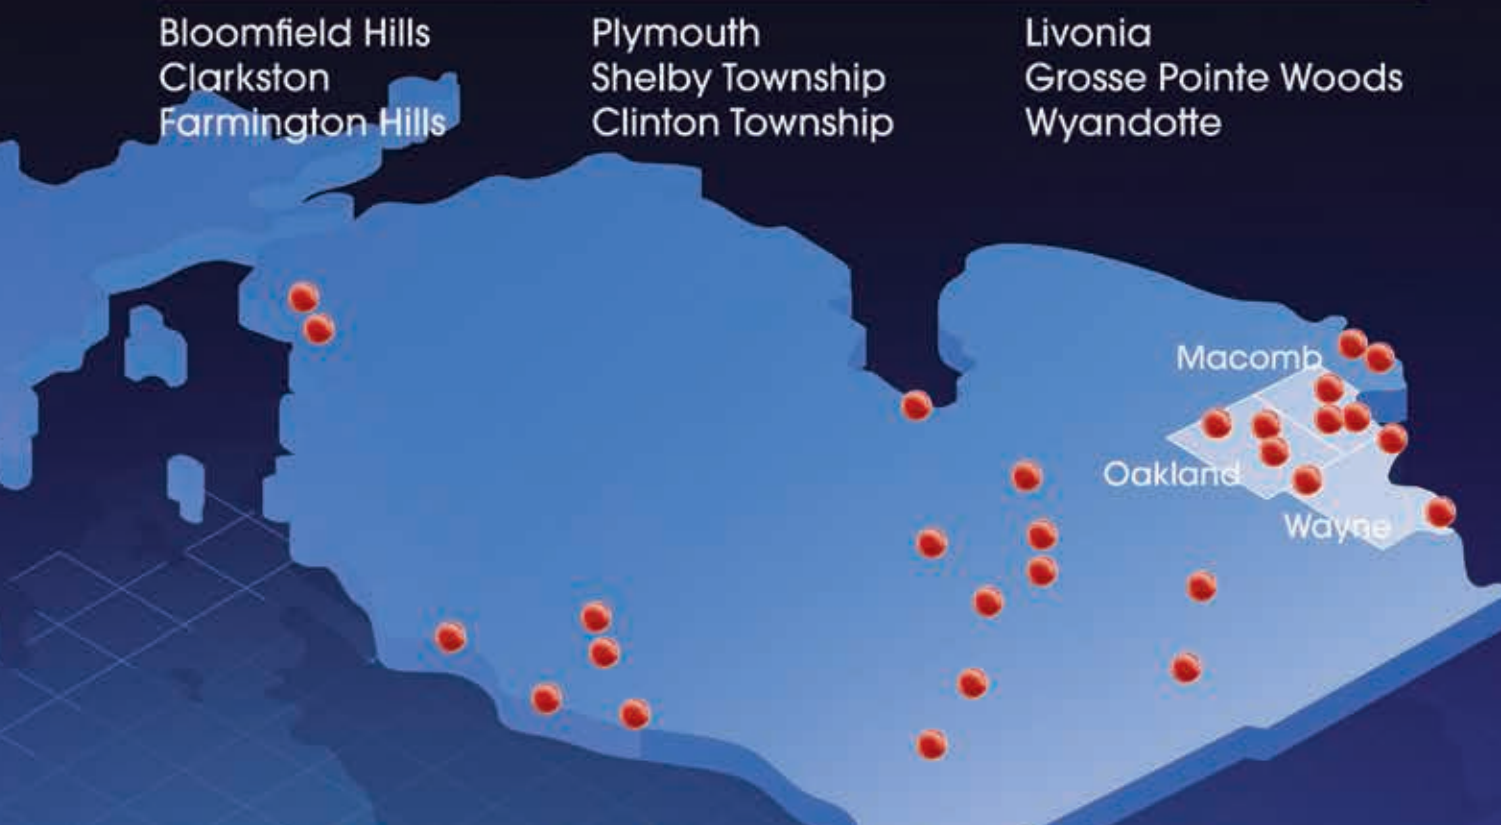 Bloomfield Hills
Clarkston
Farmington Hills
Plymouth
Shelby Township
Clinton Township
Livonia
Grosse Pointe Woods
Wyandotte
Macomb
Oakland
Wayne